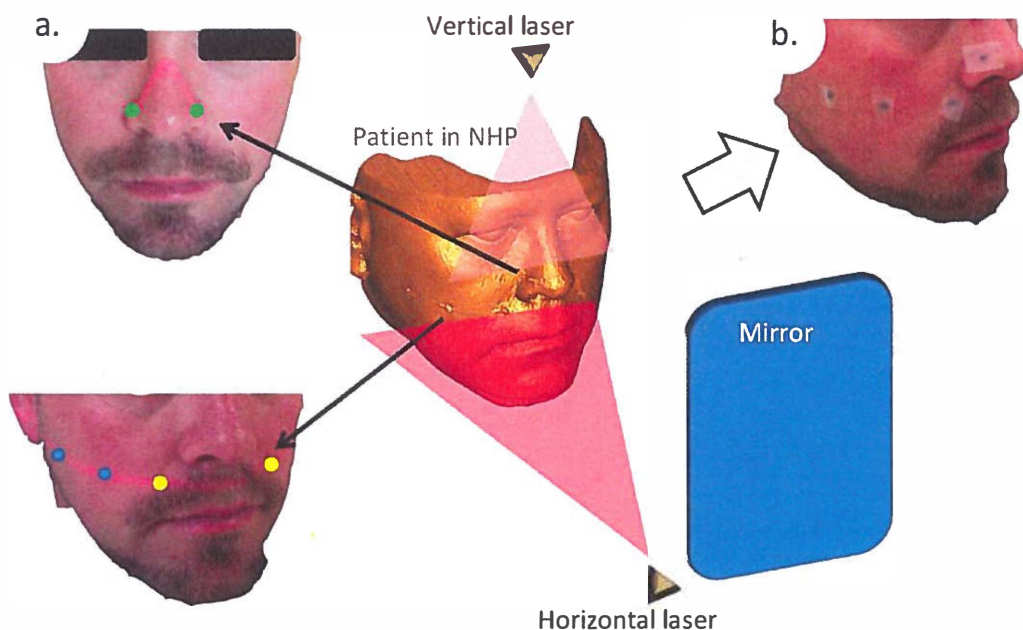 a.
Vertical laser
b.
Patient in NHP
Mirror
Horizontal laser